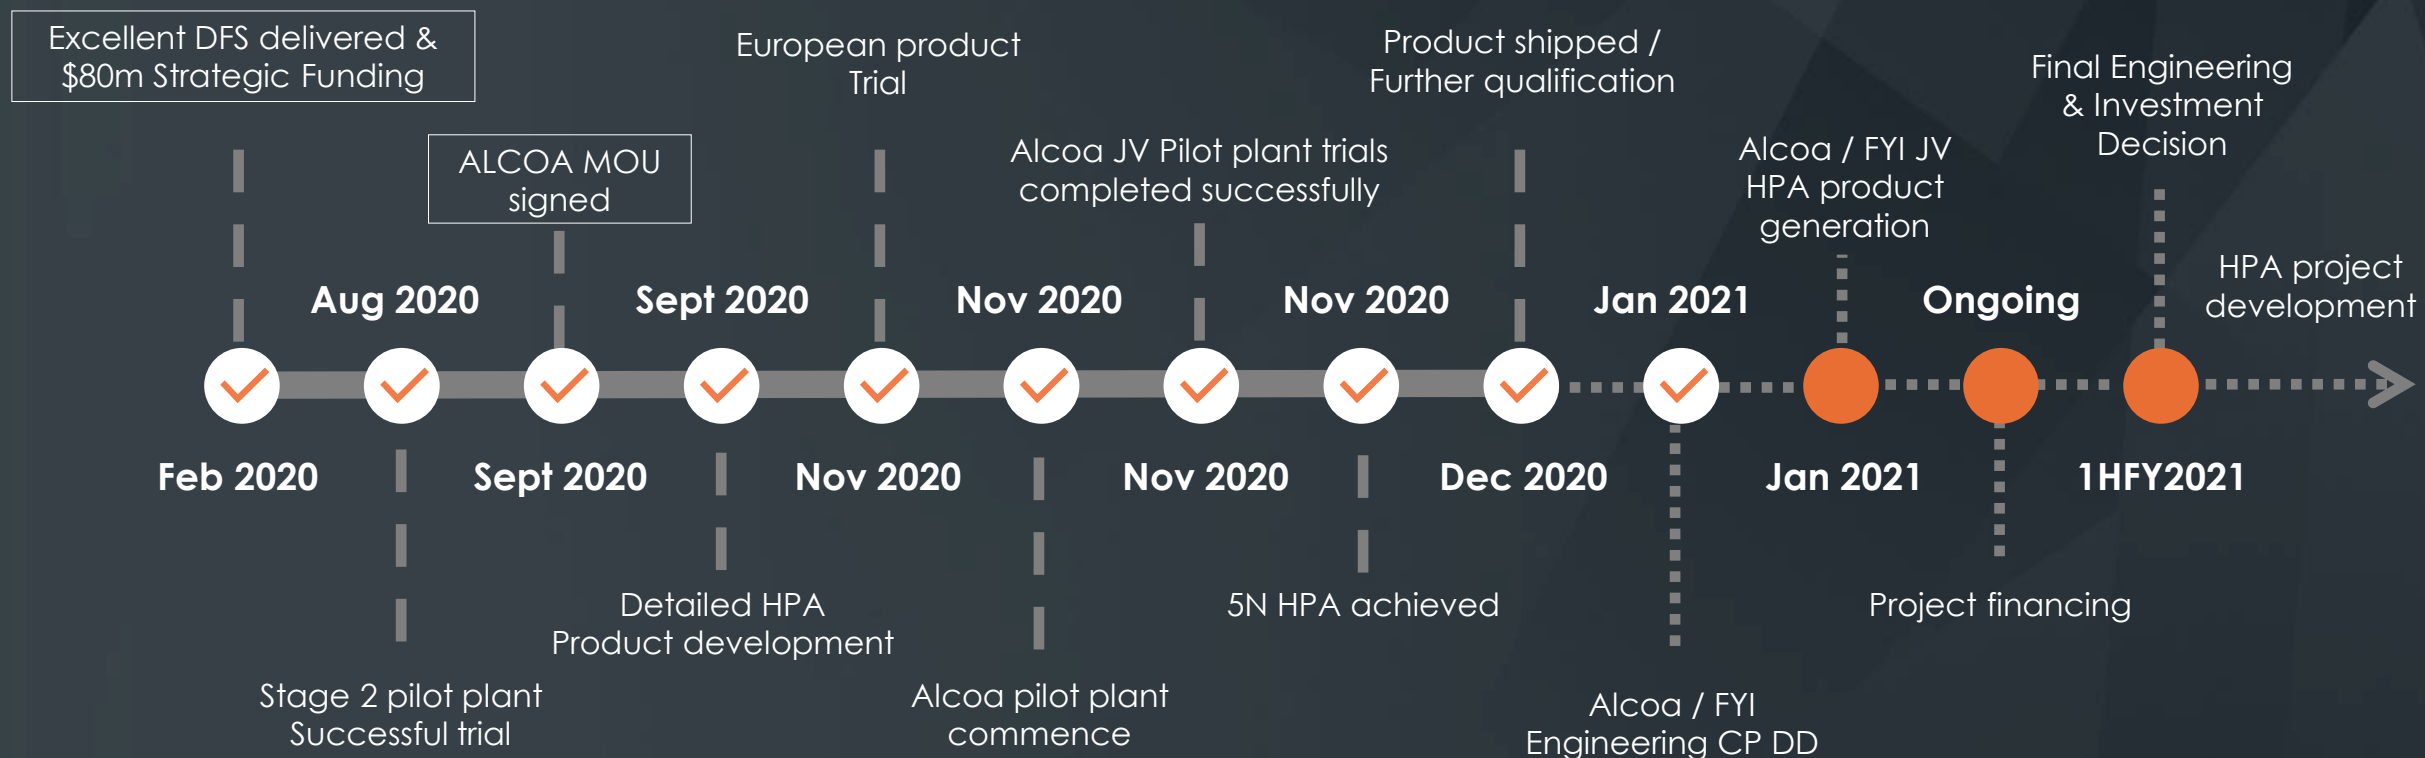 Excellent DFS delivered &
$80m Strategic Funding
ALCOA MOU
signed
European product
Trial
Alcoa JV Pilot plant trials
completed successfully
Product shipped /
Further qualification
Alcoa / FYI JV
HPA product
generation
Final Engineering
& Investment
Decision
HPA project
development
Aug 2020
Sept 2020
Nov 2020
Nov 2020
Jan 2021
Ongoing
Feb 2020
Sept 2020
Nov 2020
Nov 2020
Dec 2020
Jan 2021
1HFY2021
Stage 2 pilot plant
Successful trial
Detailed HPA
Product development
Alcoa pilot plant
commence
5N HPA achieved
Alcoa / FYI
Engineering CP DD
Project financing